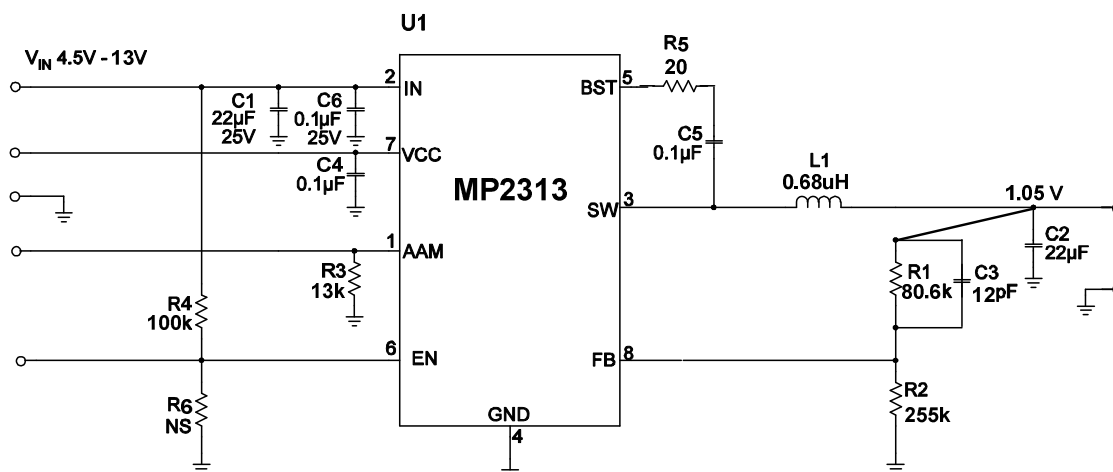 U1
V_IN 4.5V - 13V
2
IN
C1
22µF
25V
C6
0.1µF
25V
7
VCC
C4
0.1µF
1
AAM
R3
13k
R4
100k
6
EN
R6
NS
MP2313
GND
4
BST
5
R5
20
C5
0.1µF
SW
3
L1
0.68uH
1.05 V
C2
22µF
R1
80.6k
C3
12pF
FB
8
R2
255k